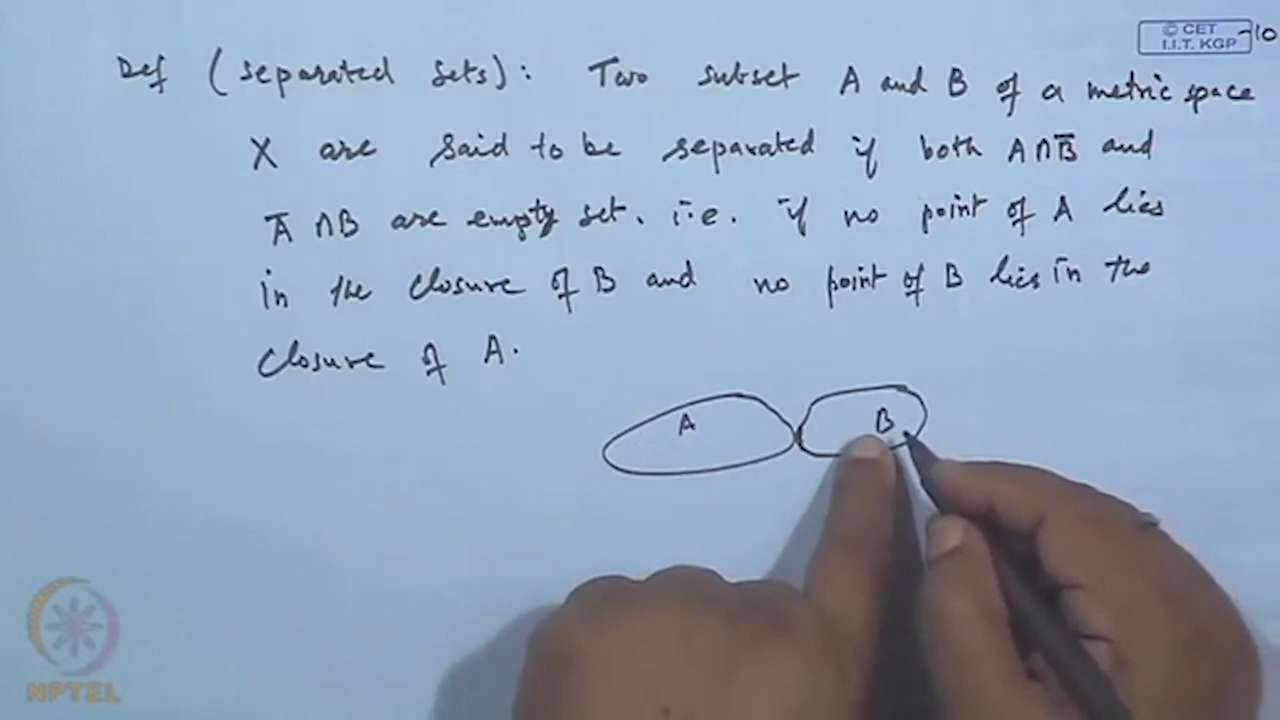 © CET
I.I.T. KGP
-10
Def (separated sets): Two subset A and B of a metric space
X are said to be separated if both A∩B̅ and
A̅ ∩B are empty set. i.e. if no point of A lies
in the closure of B and no point of B lies in the
closure of A.
A B
NPTEL